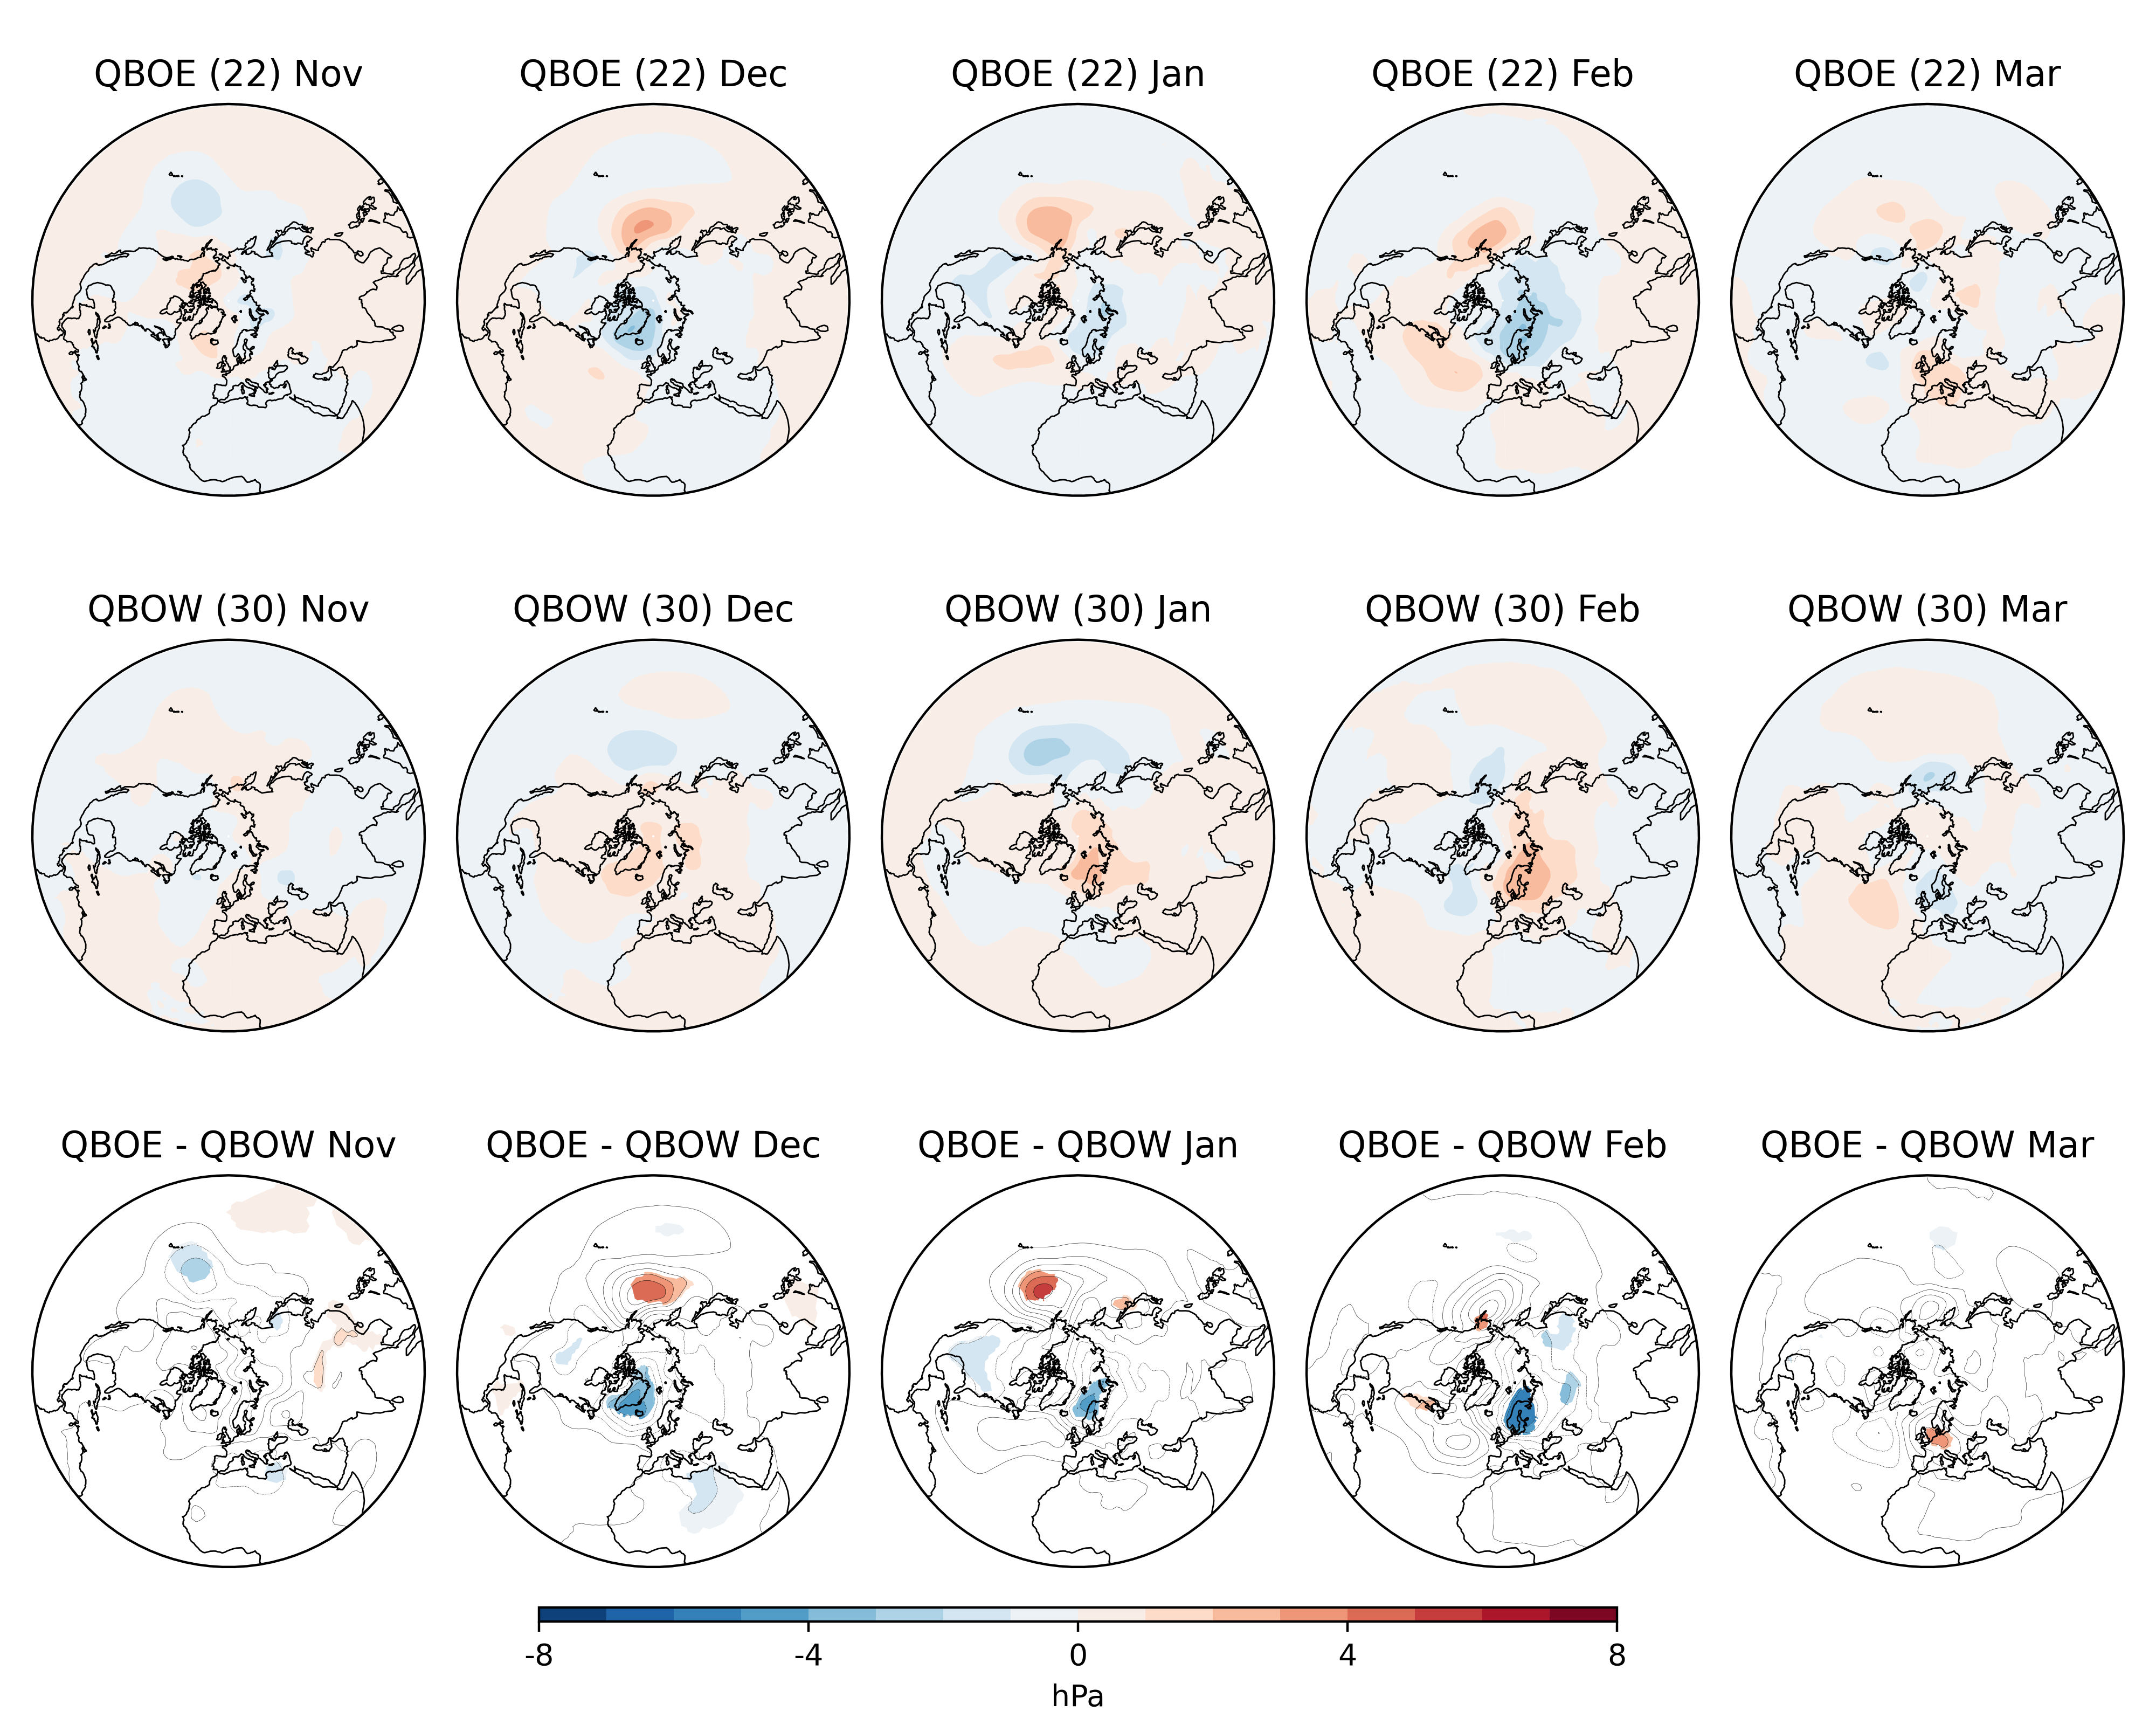 QBOE (22) Nov
QBOE (22) Dec
QBOE (22) Jan
QBOE (22) Feb
QBOE (22) Mar
QBOW (30) Nov
QBOW (30) Dec
QBOW (30) Jan
QBOW (30) Feb
QBOW (30) Mar
QBOE - QBOW Nov
QBOE - QBOW Dec
QBOE - QBOW Jan
QBOE - QBOW Feb
QBOE - QBOW Mar
-8
-4
0
4
8
hPa